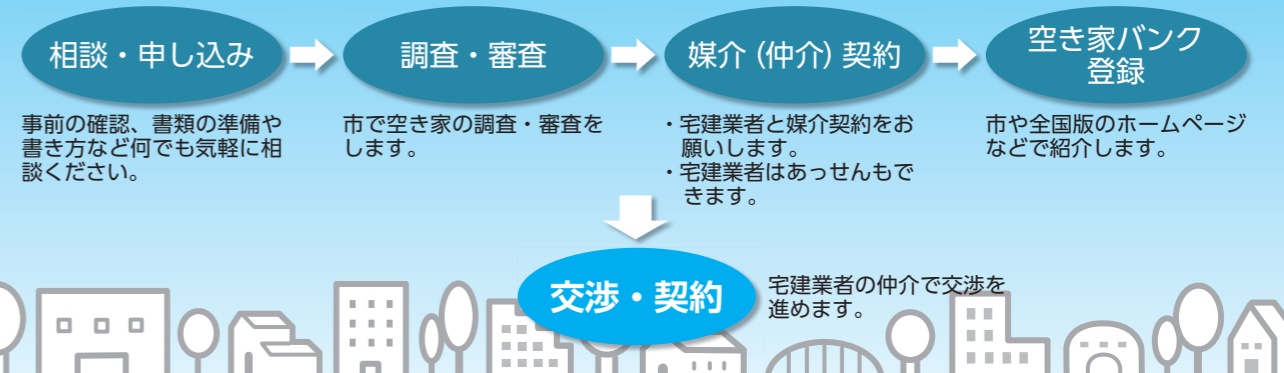 相談・申し込み
事前の確認、書類の準備や
書き方など何でも気軽に相
談ください。
調査・審査
市で空き家の調査・審査を
します。
媒介（仲介）契約
・宅建業者と媒介契約をお
願いします。
・宅建業者はあっせんもで
きます。
空き家バンク
登録
市や全国版のホームページ
などで紹介します。
交渉・契約
宅建業者の仲介で交渉を
進めます。